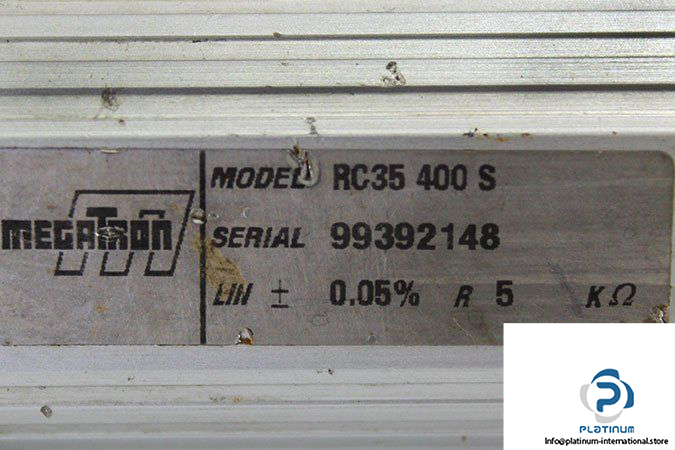 MEGATRON
MODEL RC35 400 S
SERIAL 99392148
LIN ± 0.05% R 5 KΩ
PLATINUM
Info@platinum-international.store